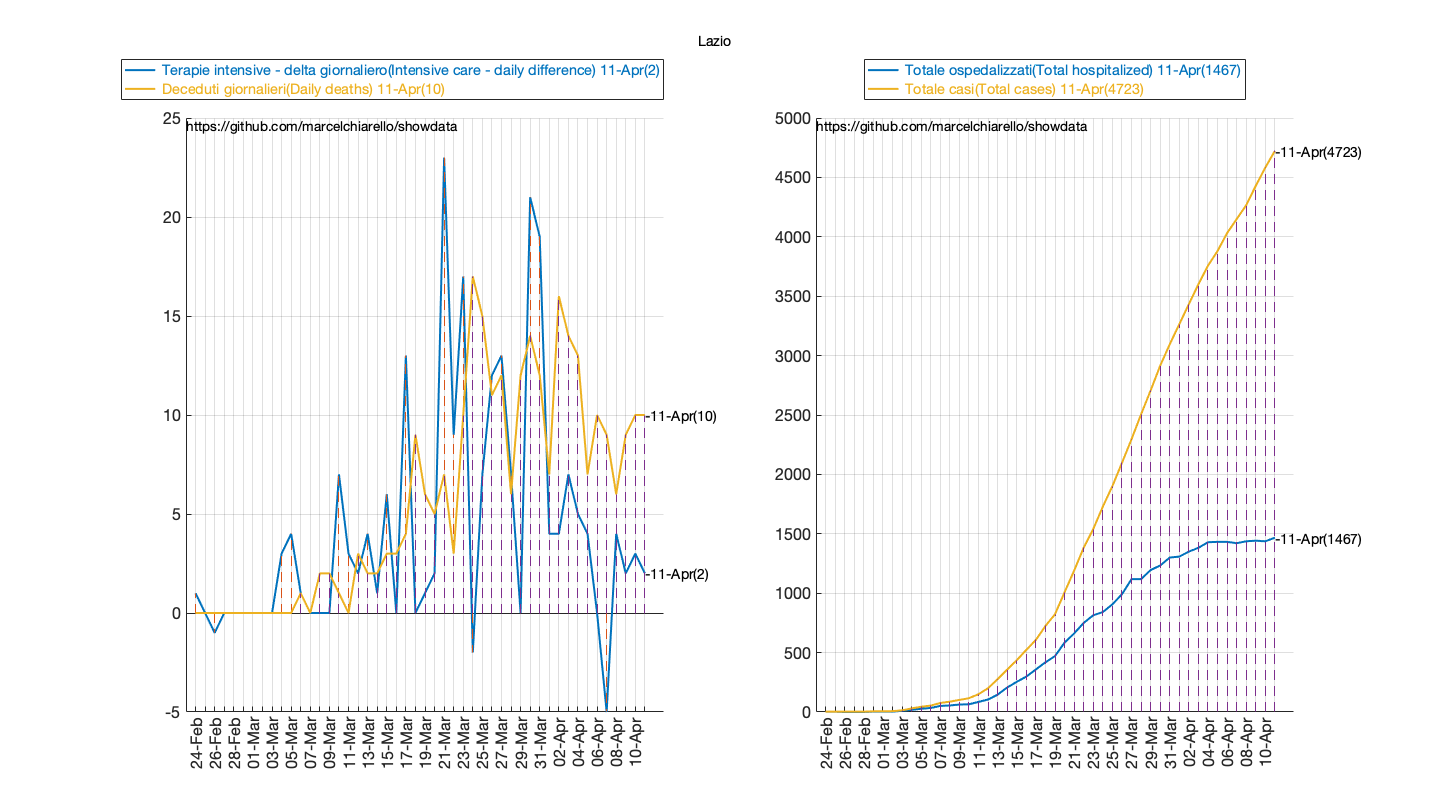 Lazio
Terapie intensive - delta giornaliero(Intensive care - daily difference) 11-Apr(2)
Deceduti giornalieri(Daily deaths) 11-Apr(10)
25
https://github.com/marcelchiarello/showdata
20
15
10
-11-Apr(10)
5
-11-Apr(2)
0
-5
24-Feb
26-Feb
28-Feb
01-Mar
03-Mar
05-Mar
07-Mar
09-Mar
11-Mar
13-Mar
15-Mar
17-Mar
19-Mar
21-Mar
23-Mar
25-Mar
27-Mar
29-Mar
31-Mar
02-Apr
04-Apr
06-Apr
08-Apr
10-Apr
Totale ospedalizzati(Total hospitalized) 11-Apr(1467)
Totale casi(Total cases) 11-Apr(4723)
5000
https://github.com/marcelchiarello/showdata
-11-Apr(4723)
4500
4000
3500
3000
2500
2000
1500
-11-Apr(1467)
1000
500
0
24-Feb
26-Feb
28-Feb
01-Mar
03-Mar
05-Mar
07-Mar
09-Mar
11-Mar
13-Mar
15-Mar
17-Mar
19-Mar
21-Mar
23-Mar
25-Mar
27-Mar
29-Mar
31-Mar
02-Apr
04-Apr
06-Apr
08-Apr
10-Apr